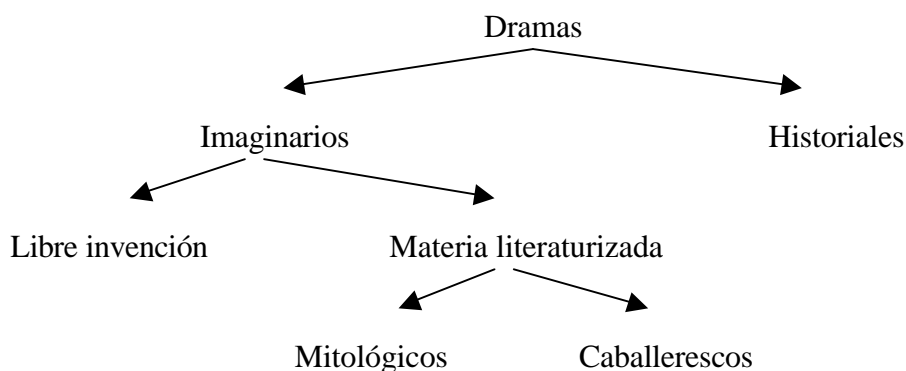 Dramas
Imaginarios Historiales
Libre invención Materia literaturizada
Mitológicos Caballerescos